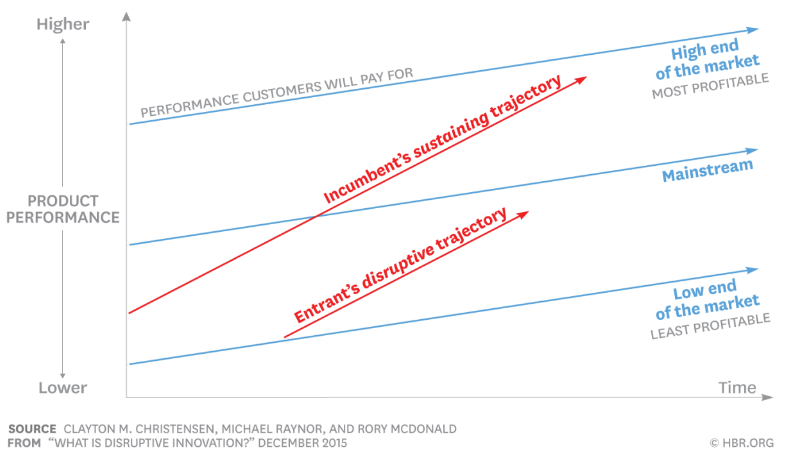 Higher
PERFORMANCE CUSTOMERS WILL PAY FOR
High end
of the market
MOST PROFITABLE
Incumbent's sustaining trajectory
Mainstream
PRODUCT
PERFORMANCE
Entrant's disruptive trajectory
Low end
of the market
LEAST PROFITABLE
Lower
Time
SOURCE CLAYTON M. CHRISTENSEN, MICHAEL RAYNOR, AND RORY MCDONALD
FROM “WHAT IS DISRUPTIVE INNOVATION?” DECEMBER 2015
© HBR.ORG